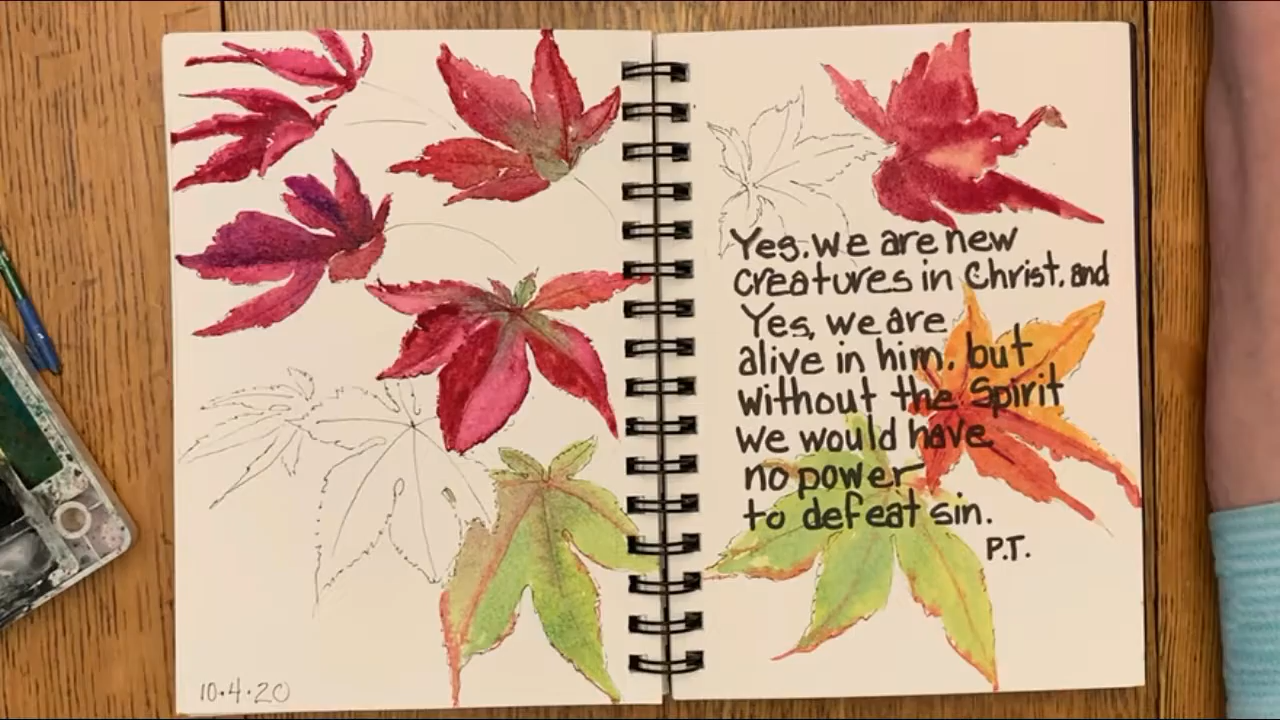 Yes. we are new
creatures in Christ. and
Yes, we are
alive in him. but
without the Spirit
we would have
no power
to defeat sin.
P.T.
10.4.20